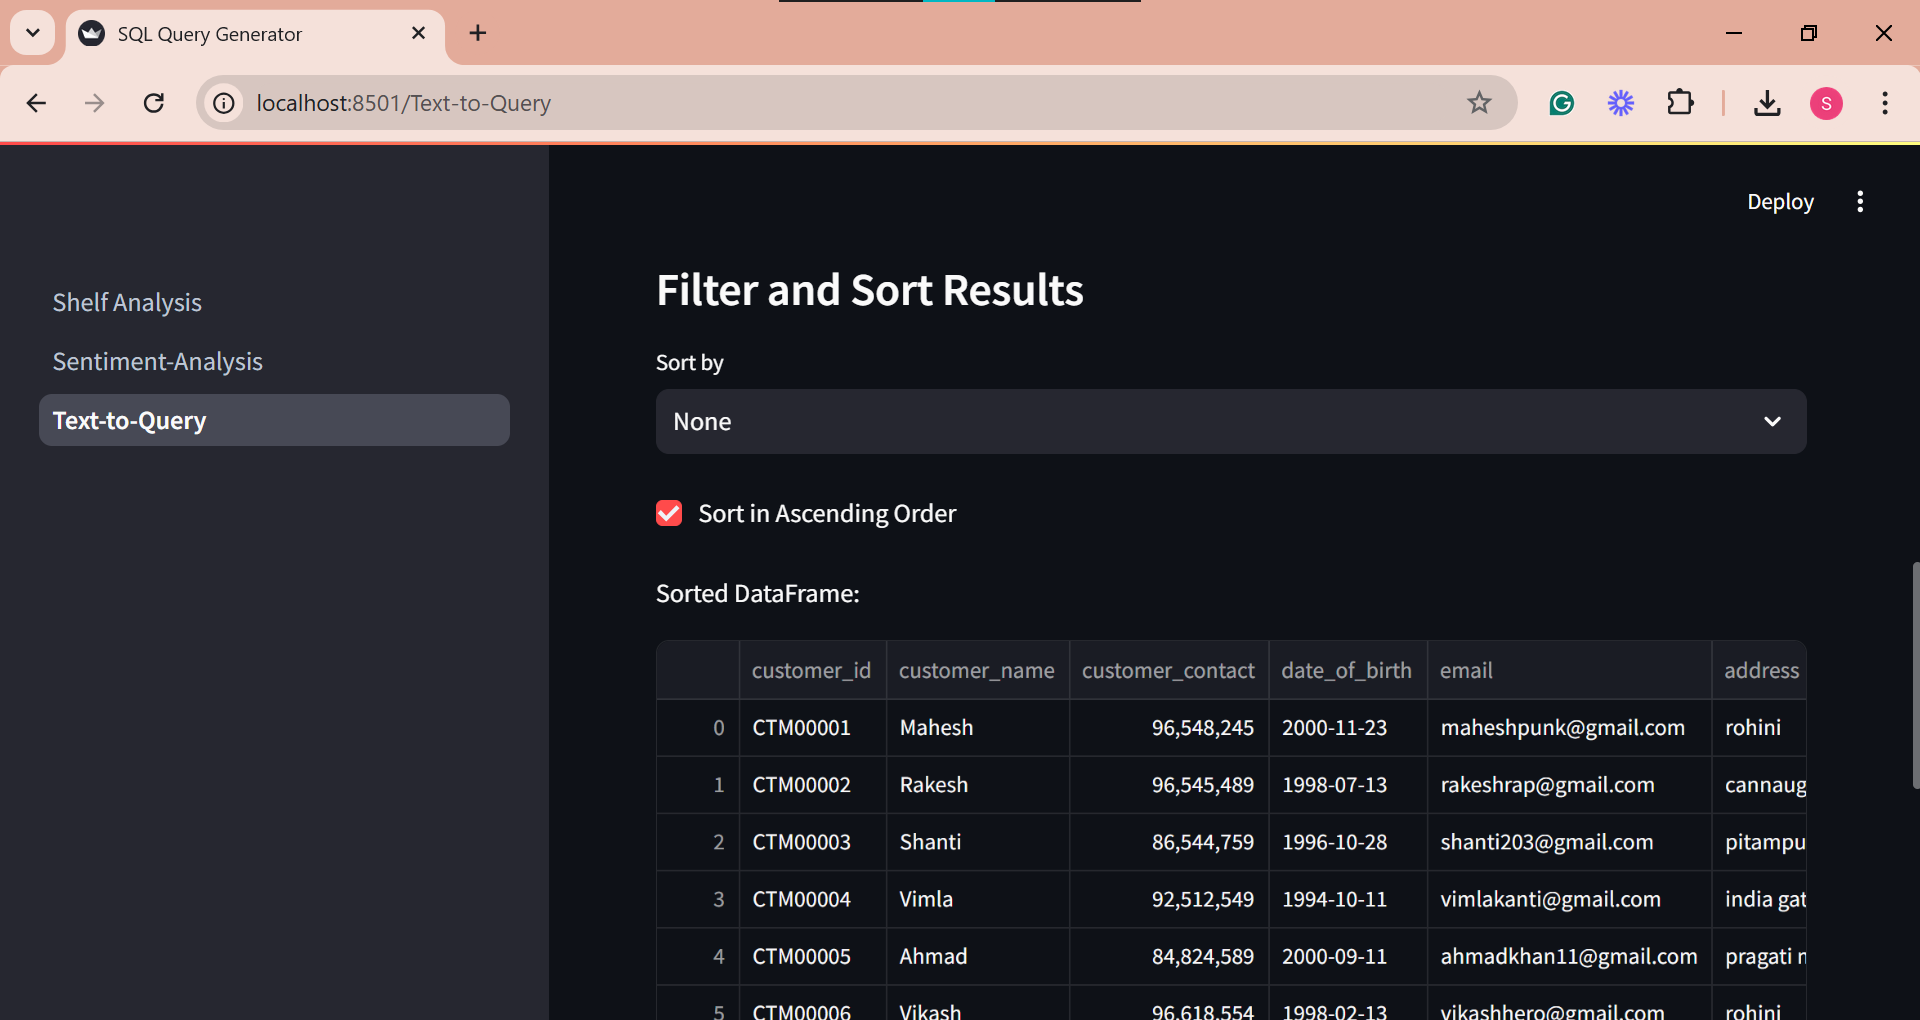 SQL Query Generator
localhost:8501/Text-to-Query
S
Deploy
Shelf Analysis
Sentiment-Analysis
Text-to-Query
Filter and Sort Results
Sort by
None
Sort in Ascending Order
Sorted DataFrame:
customer_id customer_name customer_contact date_of_birth email address
0 CTM00001 Mahesh 96,548,245 2000-11-23 maheshpunk@gmail.com rohini
1 CTM00002 Rakesh 96,545,489 1998-07-13 rakeshrap@gmail.com cannaug
2 CTM00003 Shanti 86,544,759 1996-10-28 shanti203@gmail.com pitampu
3 CTM00004 Vimla 92,512,549 1994-10-11 vimlakanti@gmail.com india gat
4 CTM00005 Ahmad 84,824,589 2000-09-11 ahmadkhan11@gmail.com pragati
5 CTM00006 Vikash 96,618,554 1998-02-13 vikashhero@gmail.com rohini